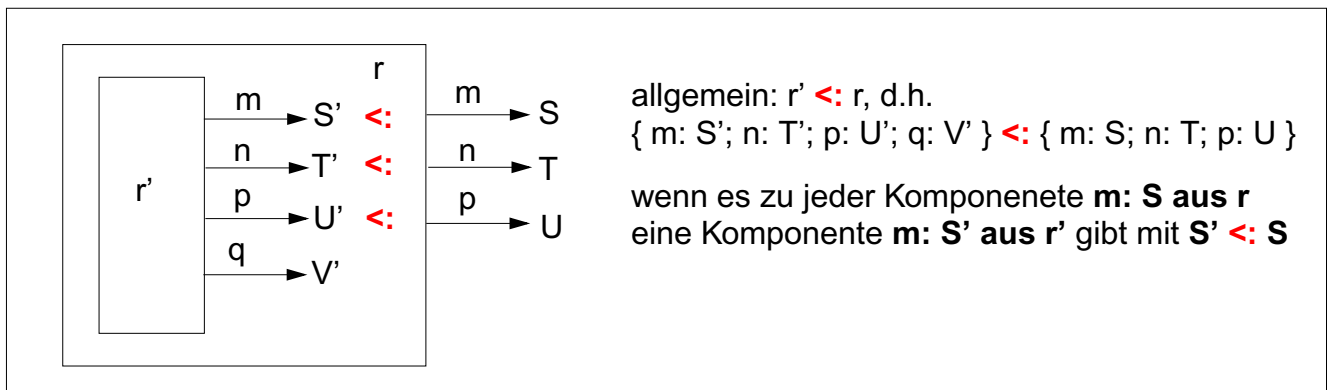 r
m S' <: m S
n T' <: n T
r' p U' <: p U
q V'
allgemein: r' <: r, d.h.
{ m: S'; n: T'; p: U'; q: V' } <: { m: S; n: T; p: U }
wenn es zu jeder Komponenete m: S aus r
eine Komponente m: S' aus r' gibt mit S' <: S